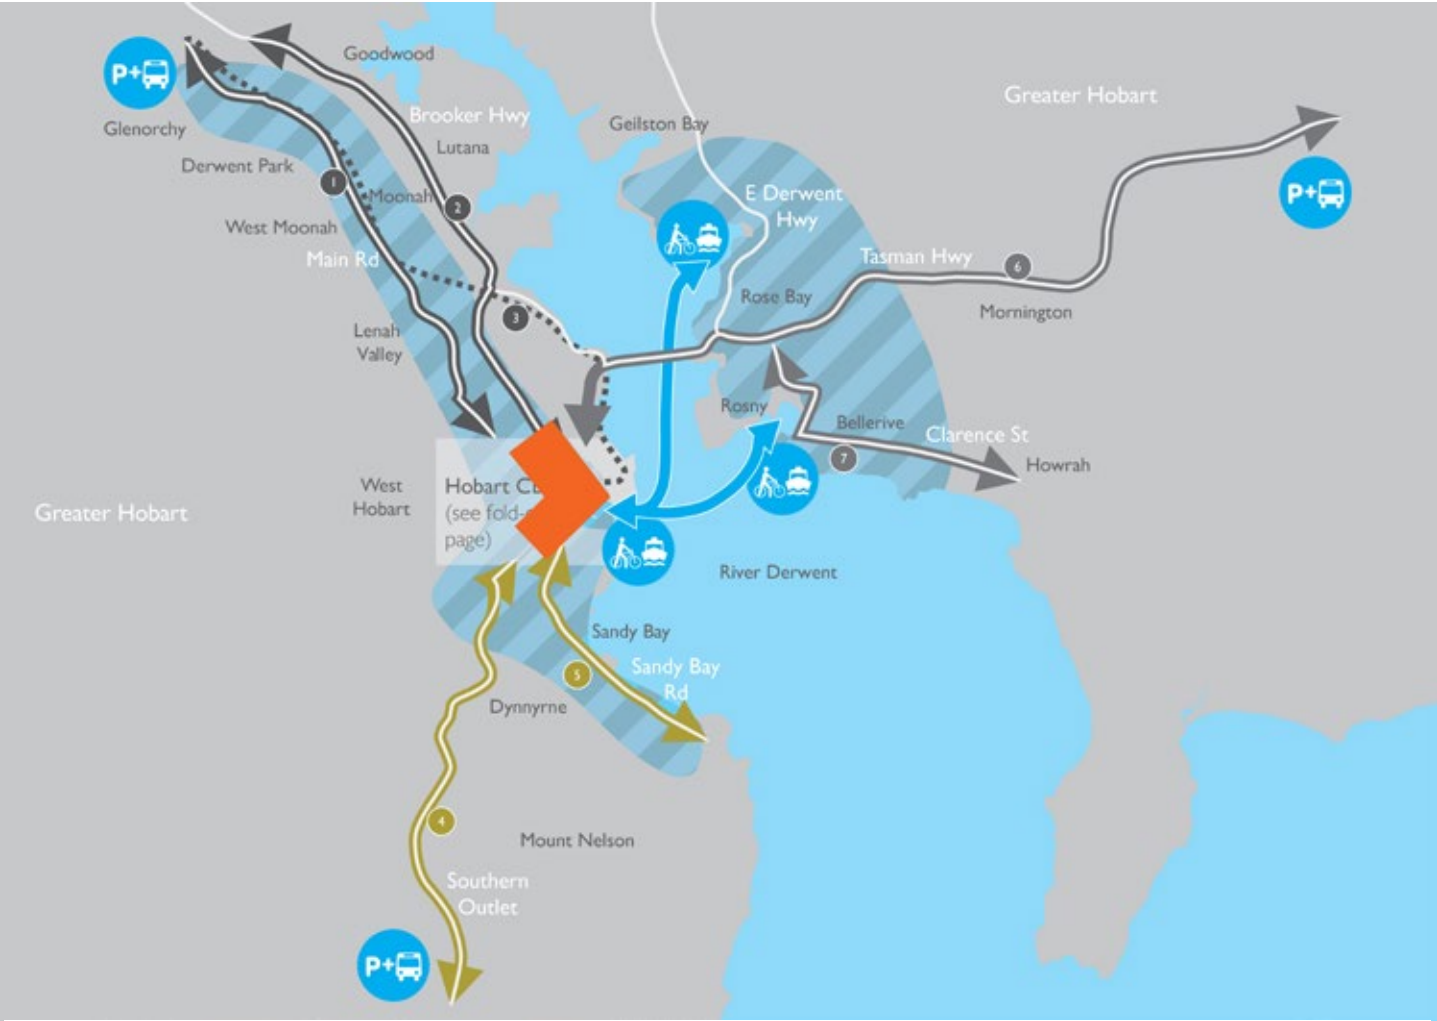 Goodwood
Greater Hobart
Brooker Hwy
Geilston Bay
P+
Glenorchy
Lutana
Derwent Park
P+
1
Moonah
2
E Derwent
Hwy
West Moonah
Main Rd
Tasman Hwy
6
Rose Bay
Mornington
3
Lenah
Valley
Rosny
Bellerive
Clarence St
7
Howrah
West
Hobart
Hobart C
(see fold-
page)
Greater Hobart
River Derwent
Sandy Bay
Sandy Bay
Rd
5
Dynnyrne
4
Mount Nelson
Southern
Outlet
P+